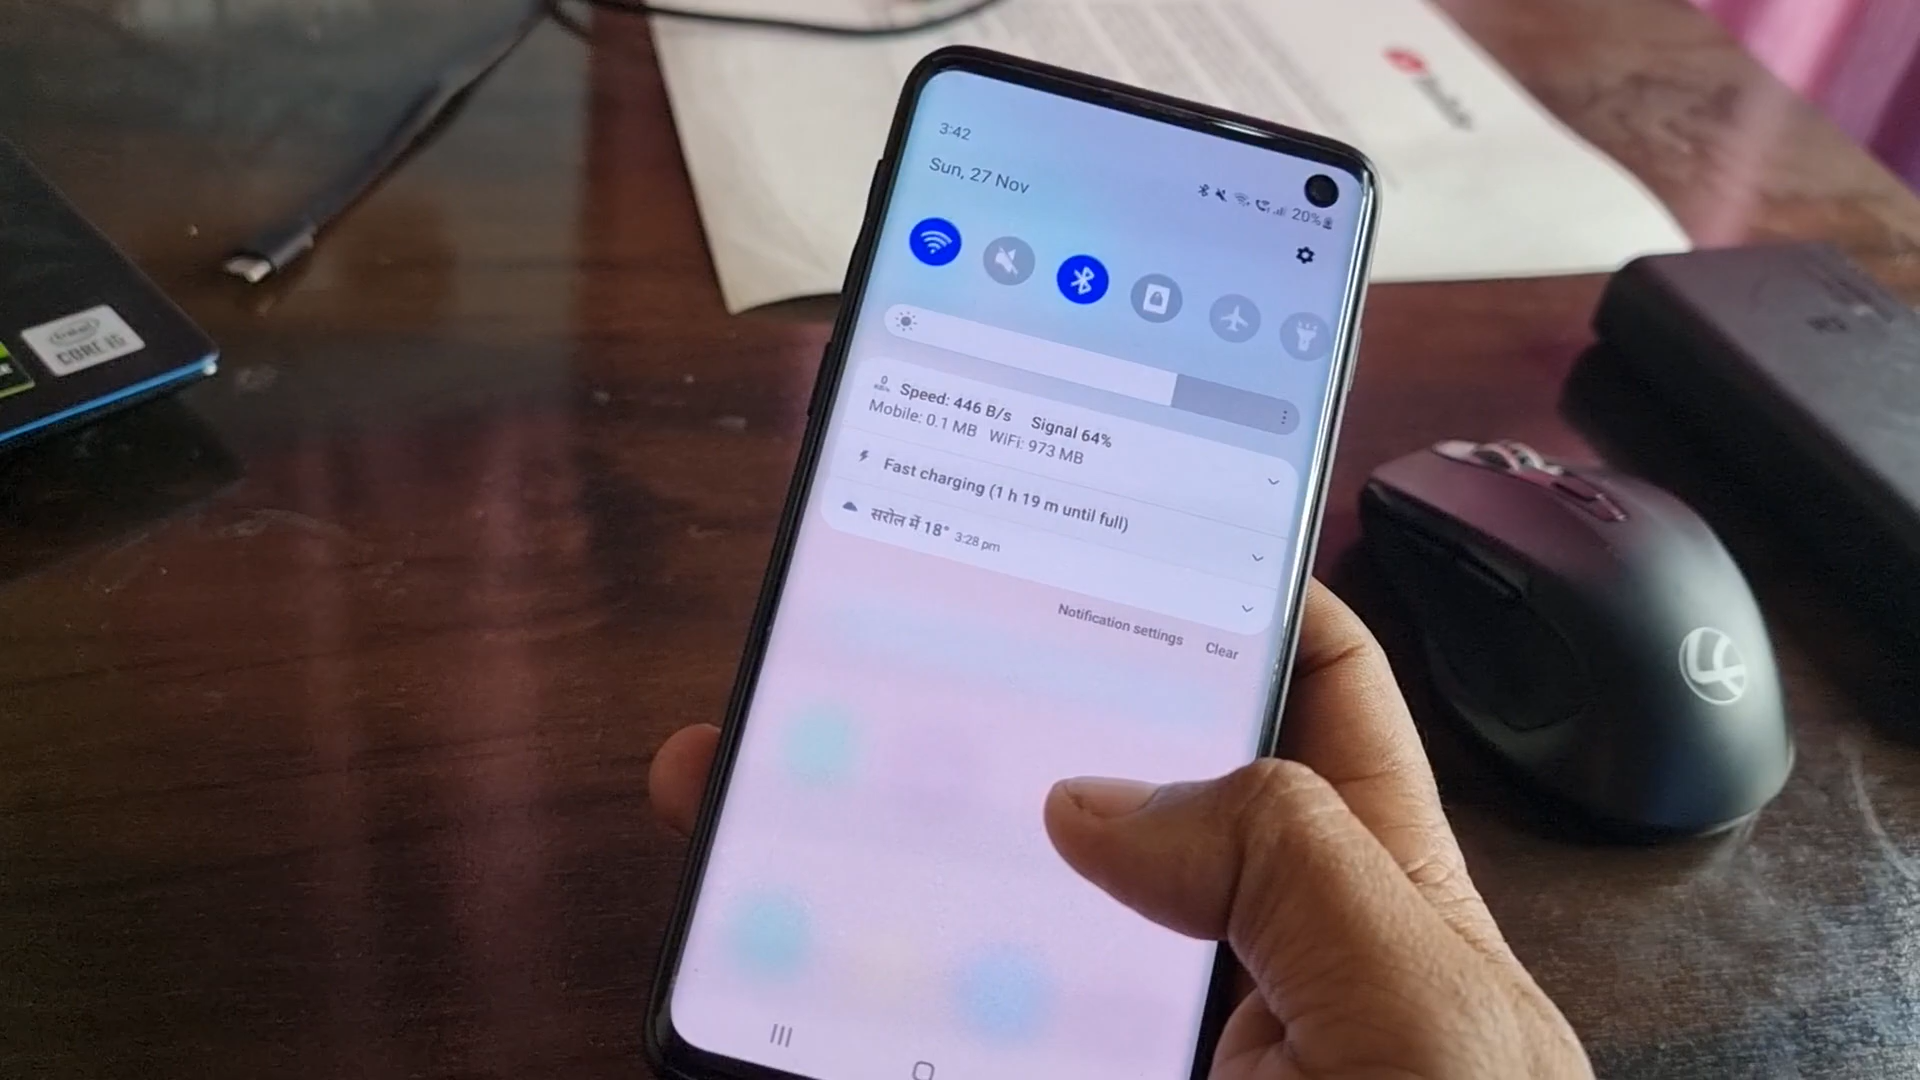 3:42
Sun, 27 Nov
20%
Speed: 446 B/s Signal 64%
Mobile: 0.1 MB WiFi: 973 MB
Fast charging (1 h 19 m until full)
सरोल में 18° 3:28 pm
Notification settings Clear
intel
CORE i5